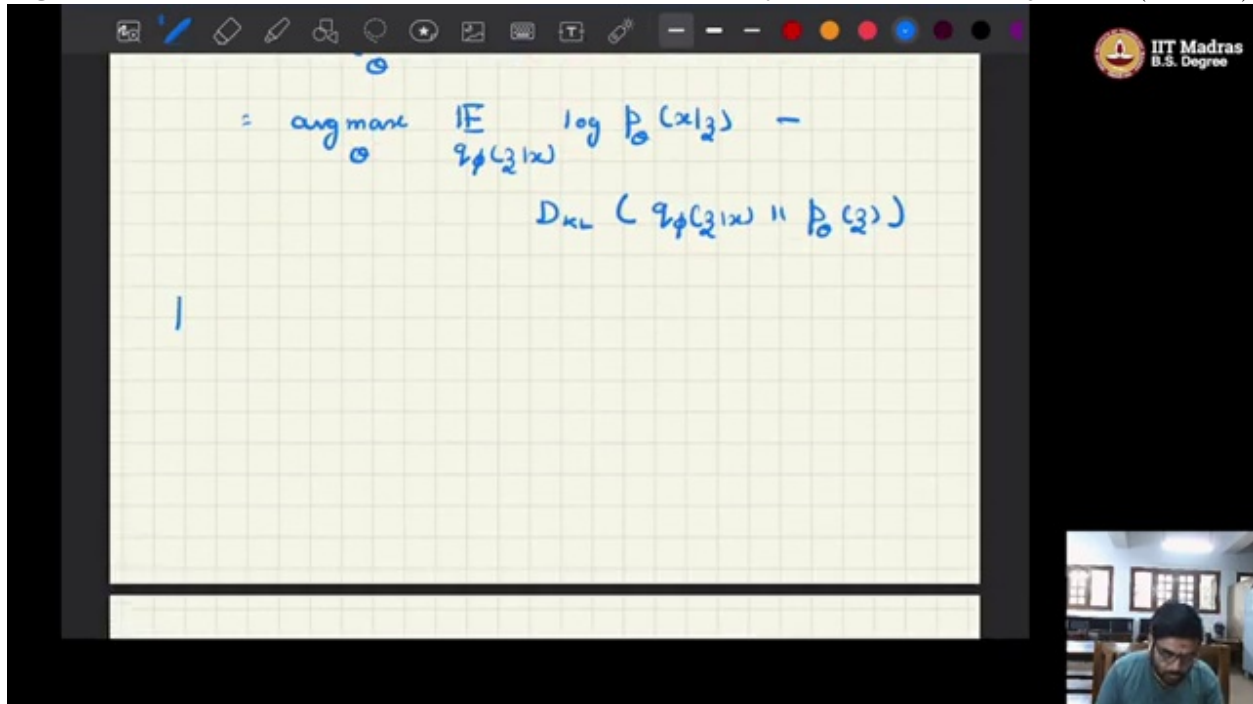 θ
= arg max 𝔼 log p_θ (x|z) −
θ q_φ(z|x)
D_KL ( q_φ(z|x) || p_θ (z) )
IIT Madras
B.S. Degree